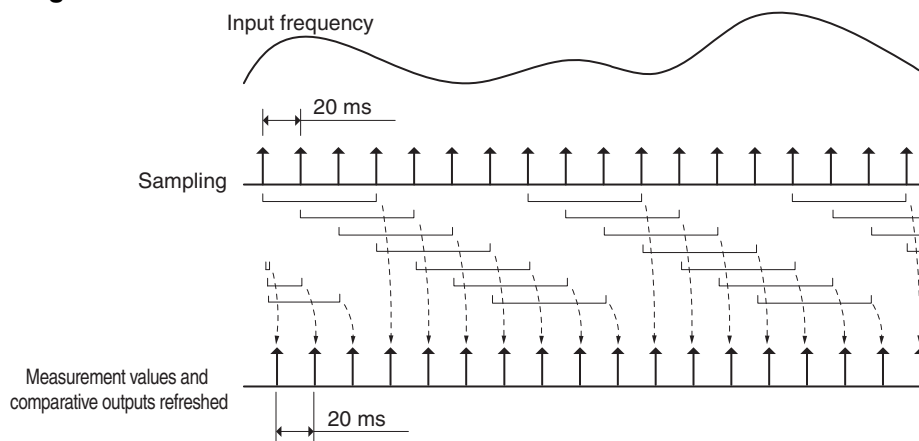 Input frequency
20 ms
Sampling
Measurement values and
comparative outputs refreshed
20 ms